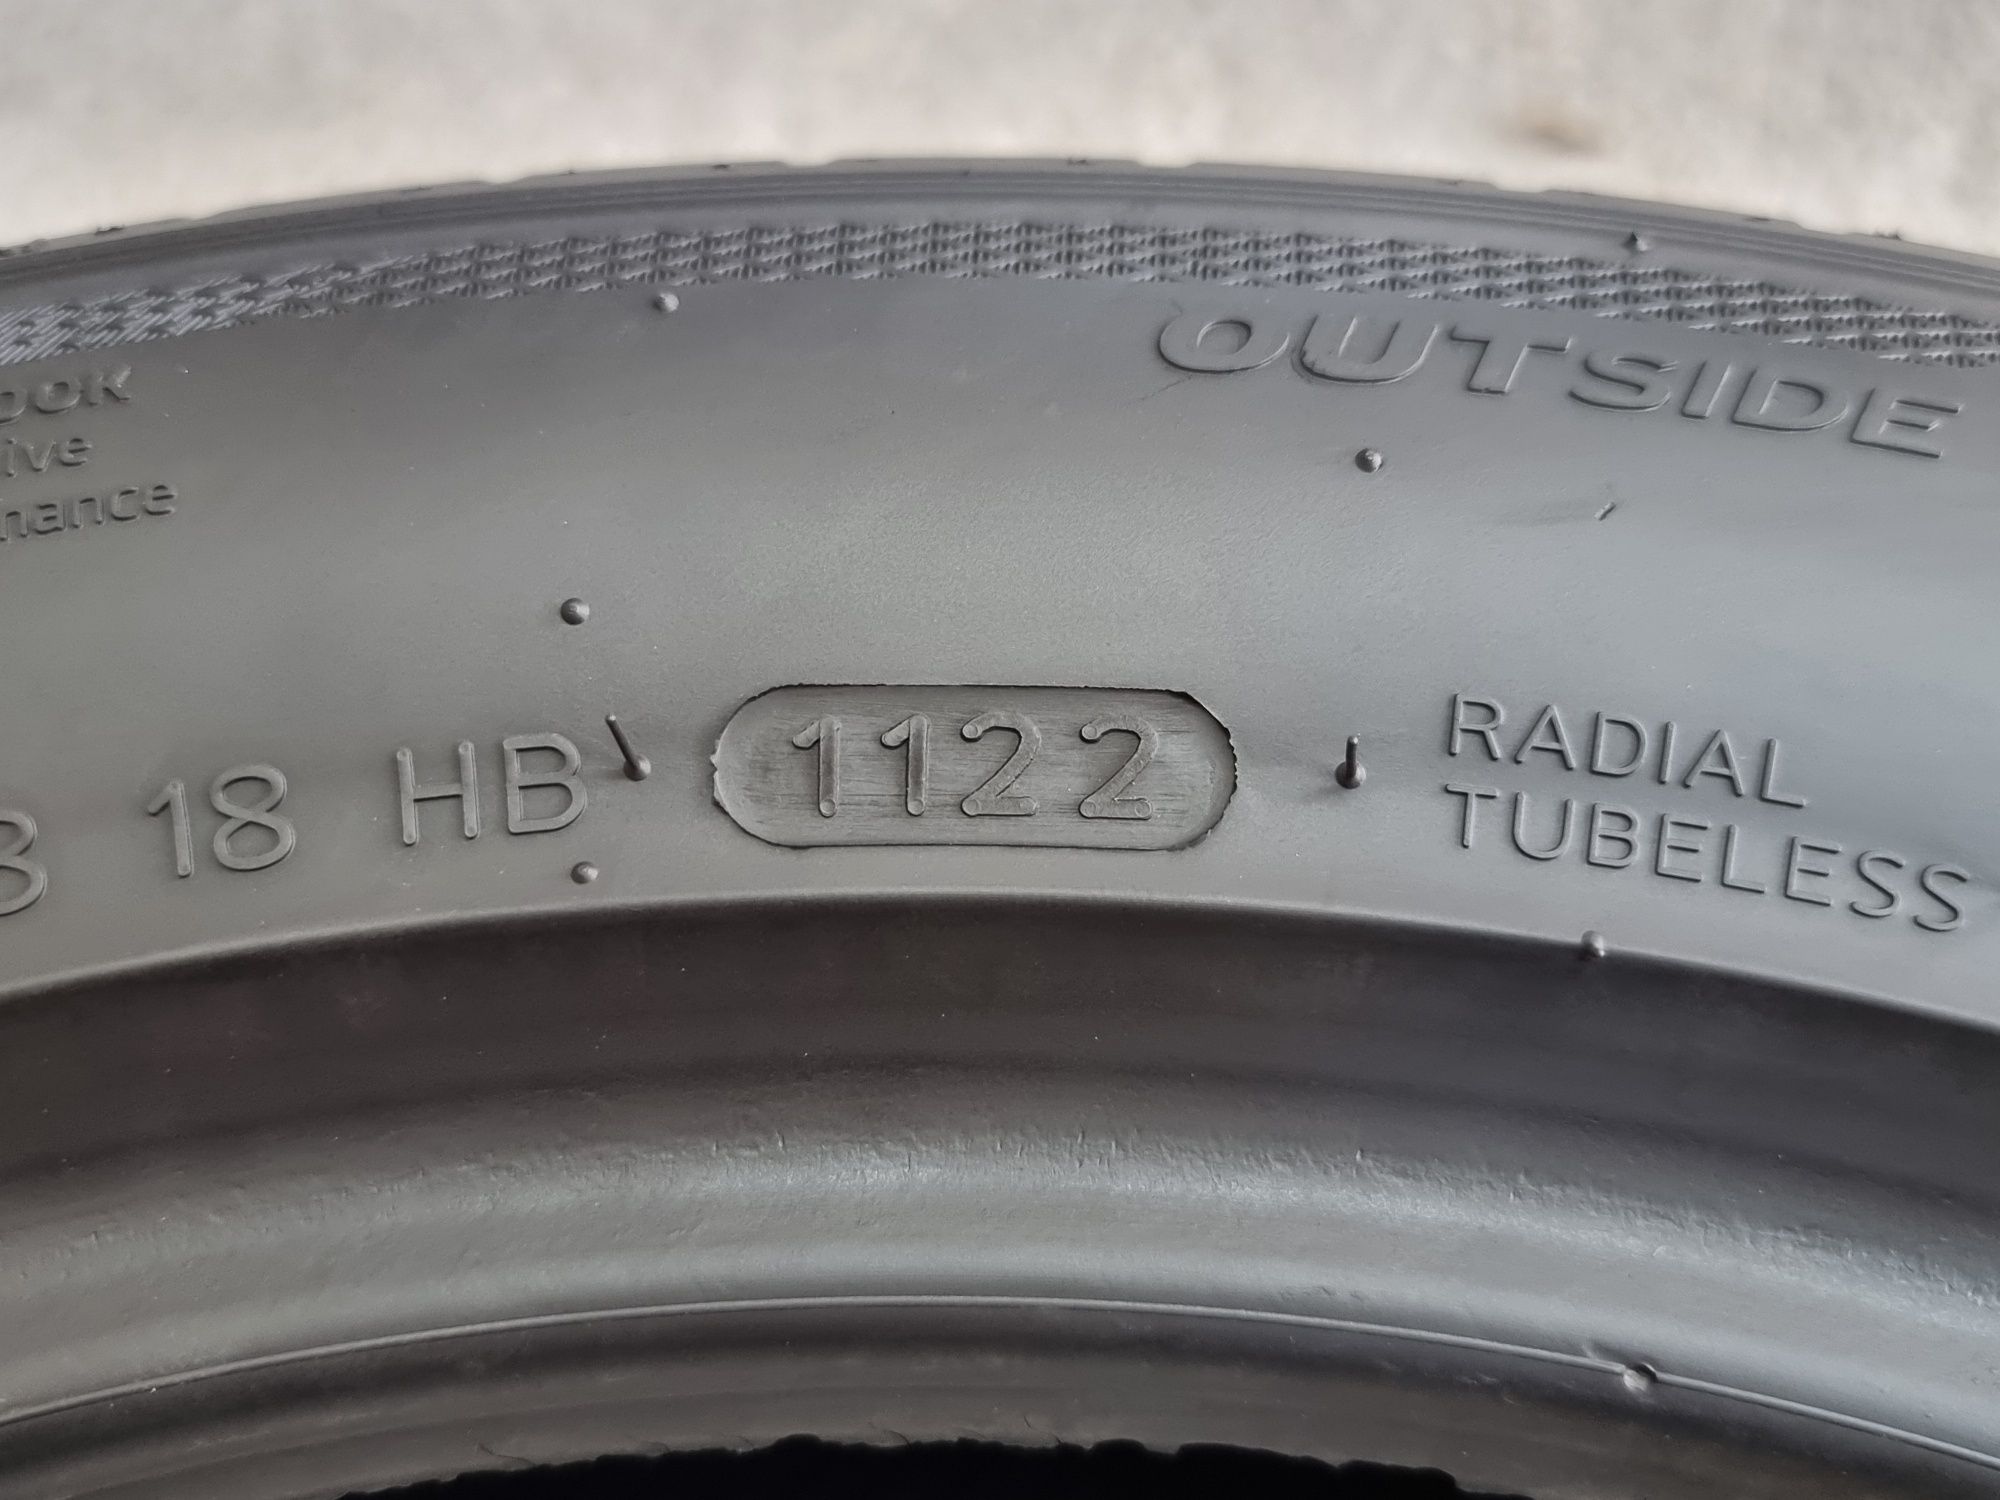 OUTSIDE
18 HB 1122
RADIAL
TUBELESS